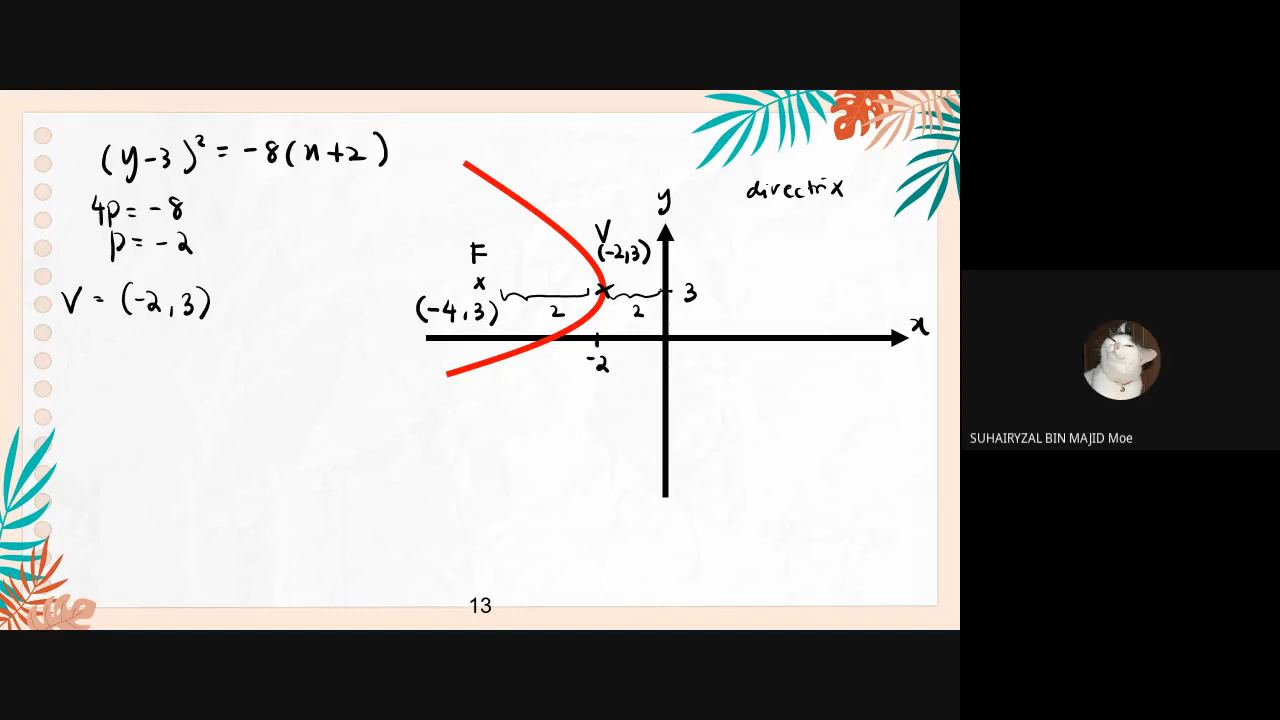 (y-3)² = -8(x+2)
4p = -8
p = -2
V = (-2,3)
directrix
y
V
(-2,3)
F
x
(-4,3)
2
x
2
3
x
-2
13
SUHAIRYZAL BIN MAJID Moe